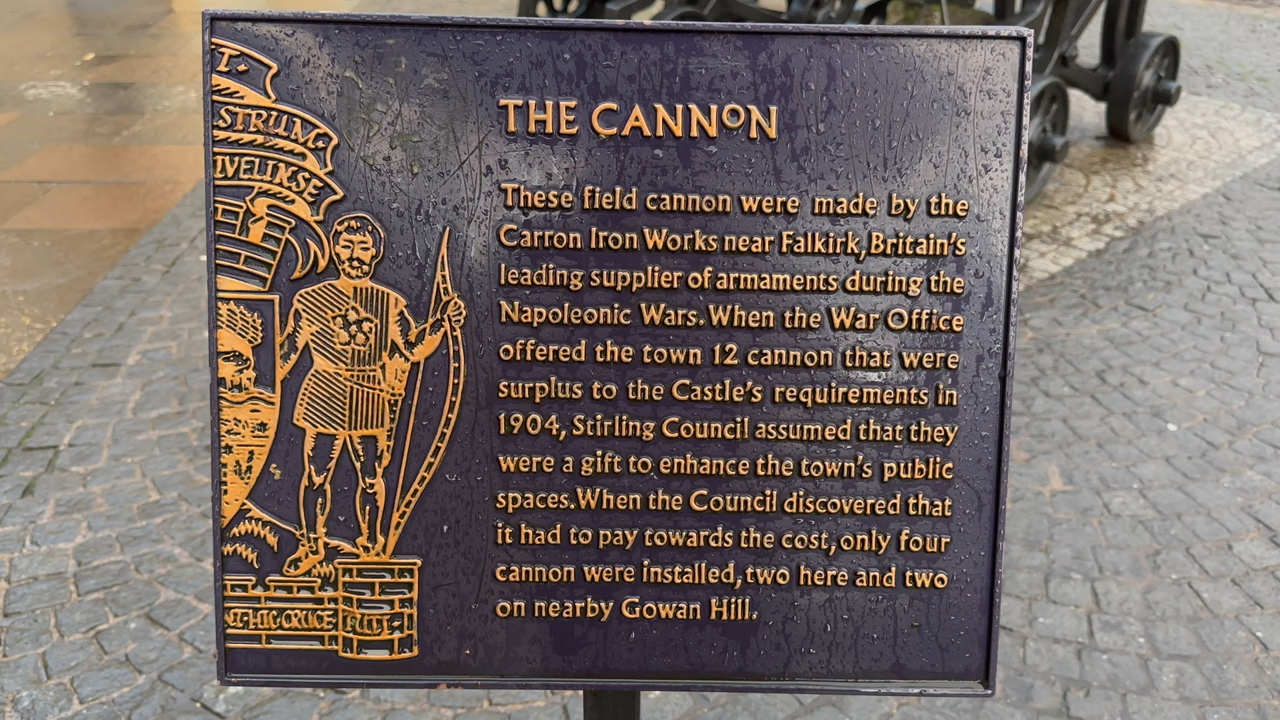 T.
STRUM.
IVELINSE
THE CANNON
These field cannon were made by the
Carron Iron Works near Falkirk, Britain's
leading supplier of armaments during the
Napoleonic Wars. When the War Office
offered the town 12 cannon that were
surplus to the Castle's requirements in
1904, Stirling Council assumed that they
were a gift to enhance the town's public
spaces. When the Council discovered that
it had to pay towards the cost, only four
cannon were installed, two here and two
on nearby Gowan Hill.
HIC CRUCE